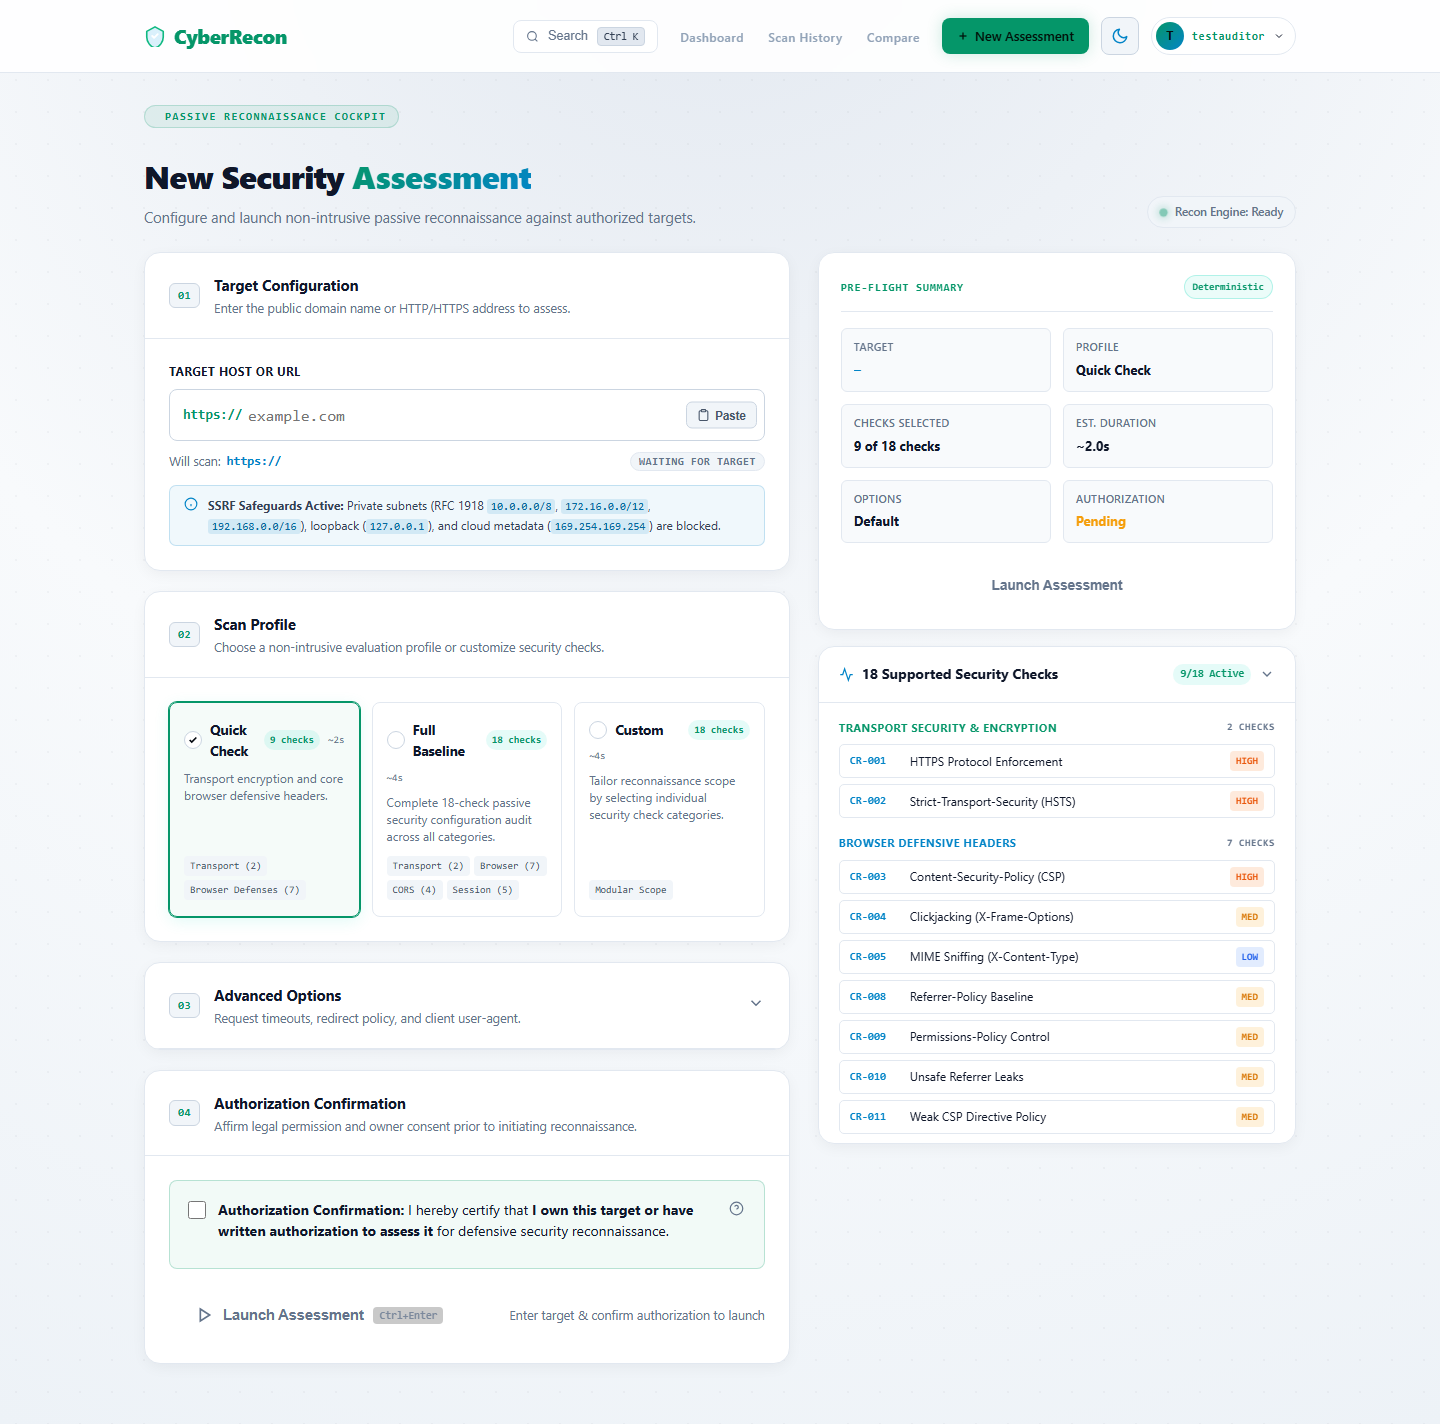 CyberRecon
Search Ctrl K
Dashboard
Scan History
Compare
+ New Assessment
T testauditor
PASSIVE RECONNAISSANCE COCKPIT
New Security Assessment
Configure and launch non-intrusive passive reconnaissance against authorized targets.
Recon Engine: Ready
01
Target Configuration
Enter the public domain name or HTTP/HTTPS address to assess.
TARGET HOST OR URL
https:// example.com
Paste
Will scan: https://
WAITING FOR TARGET
SSRF Safeguards Active: Private subnets (RFC 1918 10.0.0.0/8, 172.16.0.0/12,
192.168.0.0/16), loopback (127.0.0.1), and cloud metadata (169.254.169.254) are blocked.
02
Scan Profile
Choose a non-intrusive evaluation profile or customize security checks.
Quick
Check
9 checks ~2s
Transport encryption and core
browser defensive headers.
Transport (2)
Browser Defenses (7)
Full
Baseline
18 checks
~4s
Complete 18-check passive
security configuration audit
across all categories.
Transport (2) Browser (7)
CORS (4) Session (5)
Custom 18 checks
~4s
Tailor reconnaissance scope
by selecting individual
security check categories.
Modular Scope
03
Advanced Options
Request timeouts, redirect policy, and client user-agent.
04
Authorization Confirmation
Affirm legal permission and owner consent prior to initiating reconnaissance.
Authorization Confirmation: I hereby certify that I own this target or have
written authorization to assess it for defensive security reconnaissance.
Launch Assessment Ctrl+Enter
Enter target & confirm authorization to launch
PRE-FLIGHT SUMMARY
Deterministic
TARGET
—
PROFILE
Quick Check
CHECKS SELECTED
9 of 18 checks
EST. DURATION
~2.0s
OPTIONS
Default
AUTHORIZATION
Pending
Launch Assessment
18 Supported Security Checks
9/18 Active
TRANSPORT SECURITY & ENCRYPTION 2 CHECKS
CR-001 HTTPS Protocol Enforcement HIGH
CR-002 Strict-Transport-Security (HSTS) HIGH
BROWSER DEFENSIVE HEADERS 7 CHECKS
CR-003 Content-Security-Policy (CSP) HIGH
CR-004 Clickjacking (X-Frame-Options) MED
CR-005 MIME Sniffing (X-Content-Type) LOW
CR-008 Referrer-Policy Baseline MED
CR-009 Permissions-Policy Control MED
CR-010 Unsafe Referrer Leaks MED
CR-011 Weak CSP Directive Policy MED